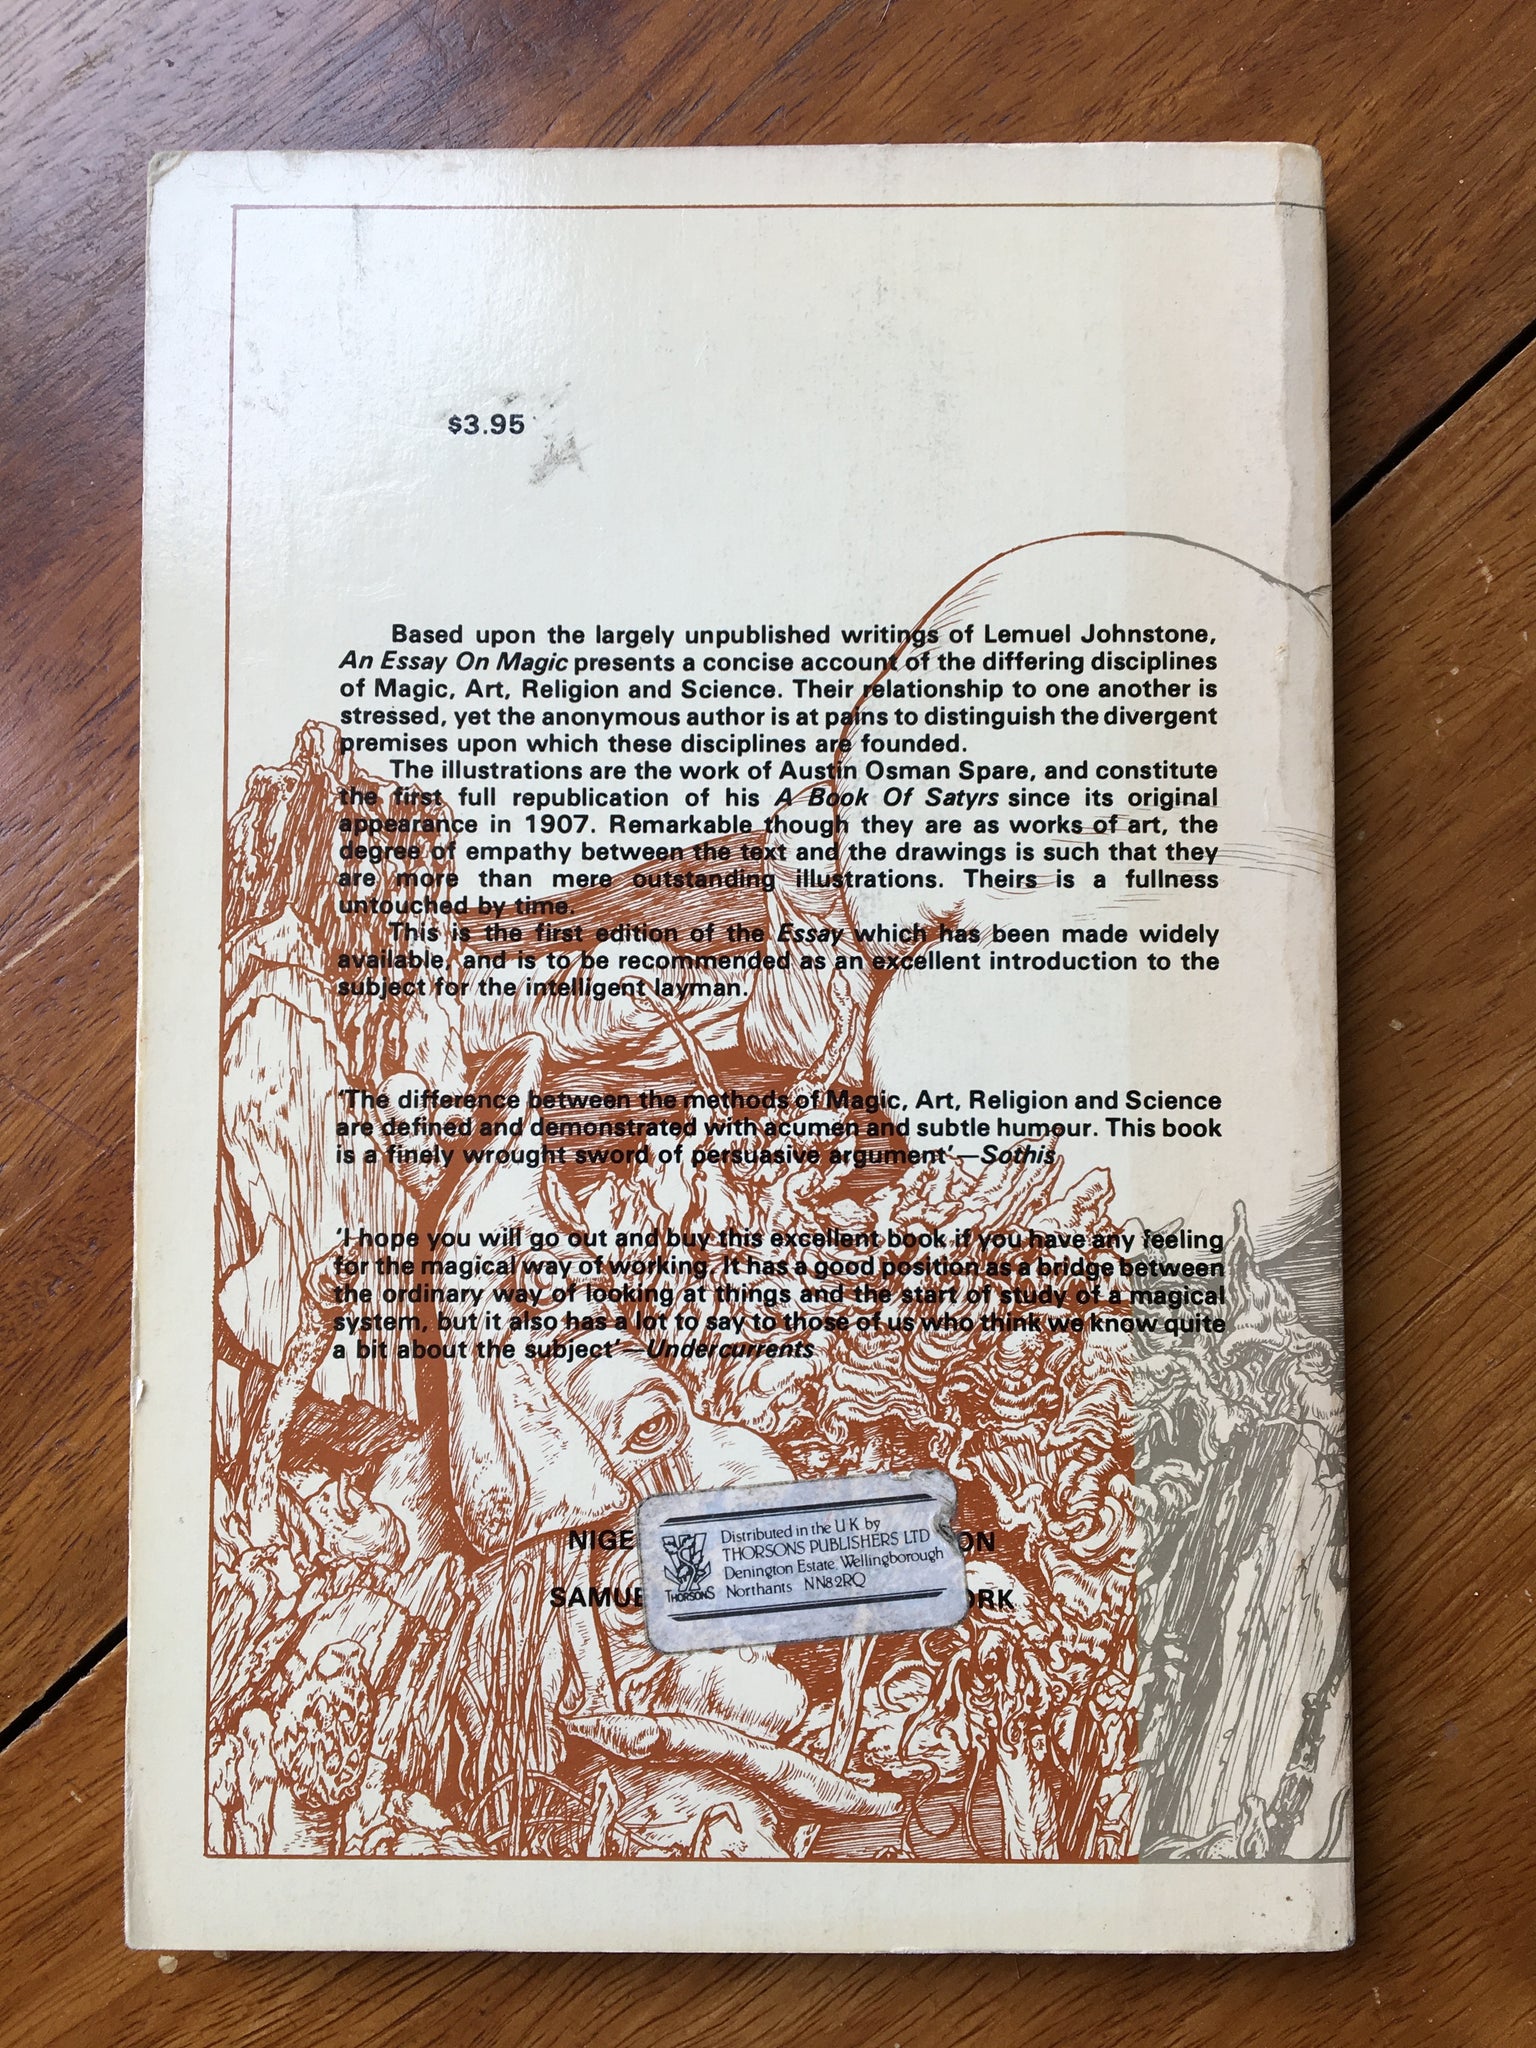 $3.95
Based upon the largely unpublished writings of Lemuel Johnstone,
An Essay On Magic presents a concise account of the differing disciplines
of Magic, Art, Religion and Science. Their relationship to one another is
stressed, yet the anonymous author is at pains to distinguish the divergent
premises upon which these disciplines are founded.
The illustrations are the work of Austin Osman Spare, and constitute
the first full republication of his A Book Of Satyrs since its original
appearance in 1907. Remarkable though they are as works of art, the
degree of empathy between the text and the drawings is such that they
are more than mere outstanding illustrations. Theirs is a fullness
untouched by time.
This is the first edition of the Essay which has been made widely
available, and is to be recommended as an excellent introduction to the
subject for the intelligent layman.
'The difference between the methods of Magic, Art, Religion and Science
are defined and demonstrated with acumen and subtle humour. This book
is a finely wrought sword of persuasive argument'—Sothis
'I hope you will go out and buy this excellent book if you have any feeling
for the magical way of working. It has a good position as a bridge between
the ordinary way of looking at things and the start of study of a magical
system, but it also has a lot to say to those of us who think we know quite
a bit about the subject'—Undercurrents
NIGE ON
SAMUE ORK
THORSONS
Distributed in the U.K by
THORSONS PUBLISHERS LTD
Denington Estate, Wellingborough
Northants NN8 2RQ